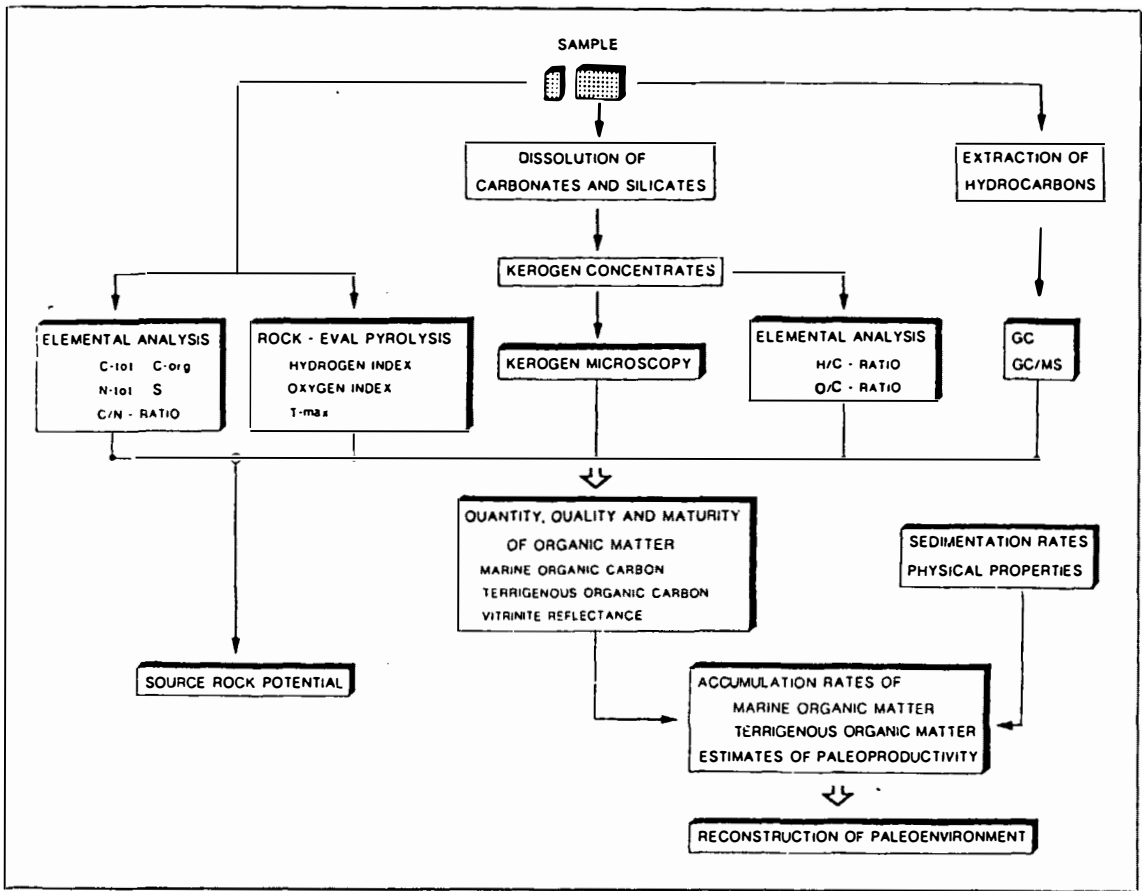 SAMPLE
DISSOLUTION OF
CARBONATES AND SILICATES
EXTRACTION OF
HYDROCARBONS
KEROGEN CONCENTRATES
ELEMENTAL ANALYSIS
C-tot C-org
N-tot S
C/N - RATIO
ROCK - EVAL PYROLYSIS
HYDROGEN INDEX
OXYGEN INDEX
T-max
KEROGEN MICROSCOPY
ELEMENTAL ANALYSIS
H/C - RATIO
O/C - RATIO
GC
GC/MS
QUANTITY, QUALITY AND MATURITY
OF ORGANIC MATTER
MARINE ORGANIC CARBON
TERRIGENOUS ORGANIC CARBON
VITRINITE REFLECTANCE
SEDIMENTATION RATES
PHYSICAL PROPERTIES
SOURCE ROCK POTENTIAL
ACCUMULATION RATES OF
MARINE ORGANIC MATTER
TERRIGENOUS ORGANIC MATTER
ESTIMATES OF PALEOPRODUCTIVITY
RECONSTRUCTION OF PALEOENVIRONMENT